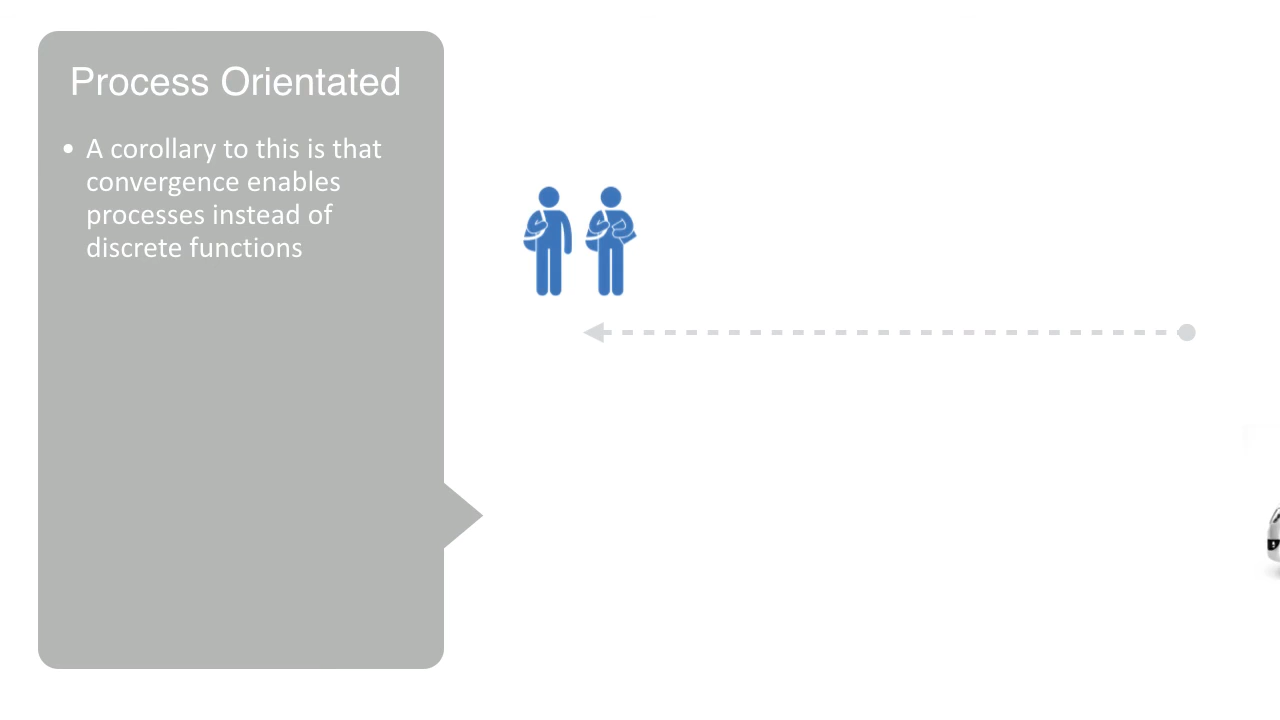 Process Orientated
• A corollary to this is that
convergence enables
processes instead of
discrete functions